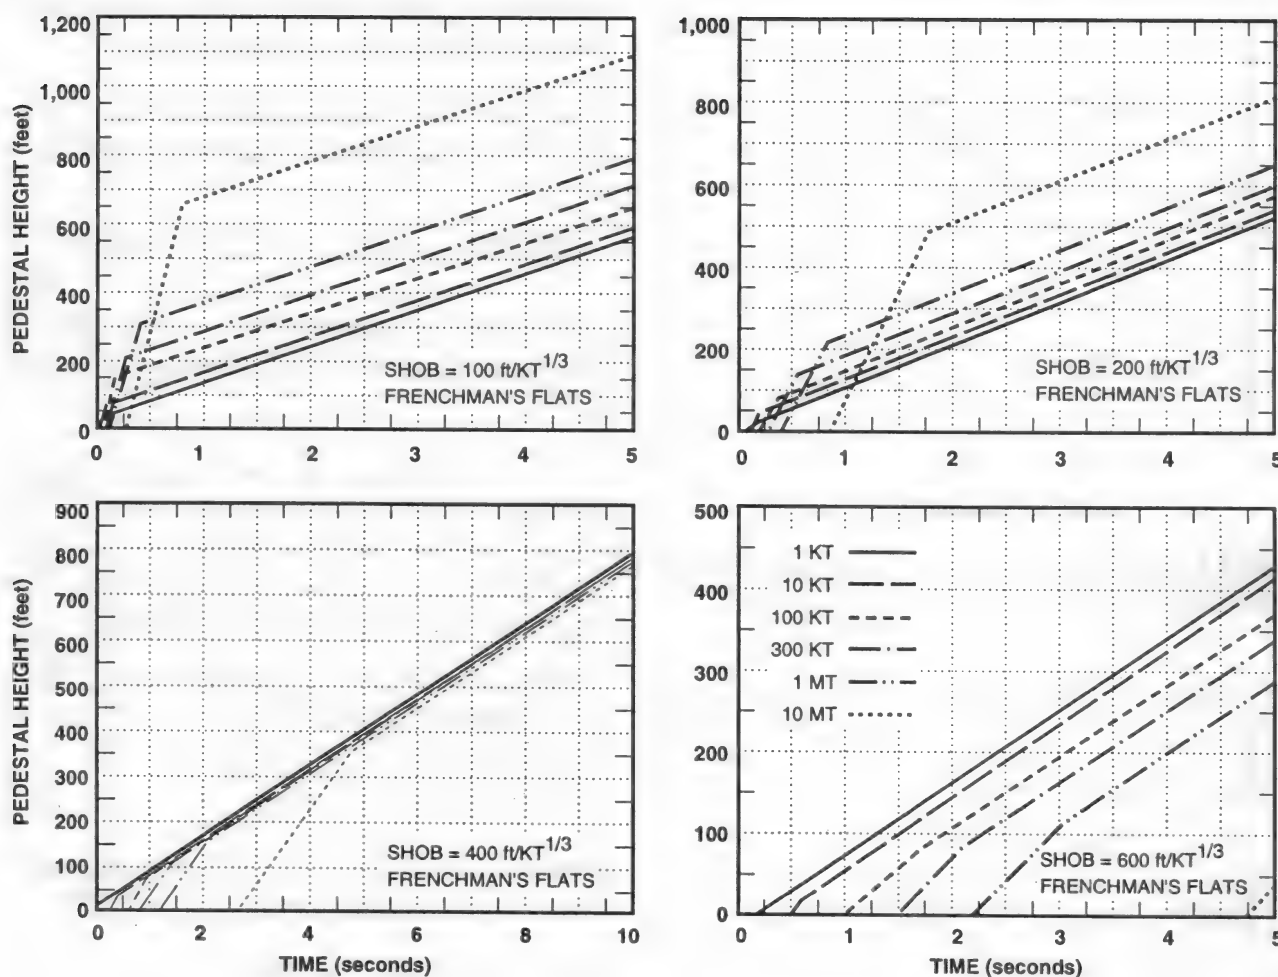 1,200
1,000
800
600
400
200
0
0 1 2 3 4 5
PEDESTAL HEIGHT (feet)
SHOB = 100 ft/KT1/3
FRENCHMAN'S FLATS
1,000
800
600
400
200
0
0 1 2 3 4 5
SHOB = 200 ft/KT1/3
FRENCHMAN'S FLATS
900
800
700
600
500
400
300
200
100
0
0 2 4 6 8 10
PEDESTAL HEIGHT (feet)
TIME (seconds)
SHOB = 400 ft/KT1/3
FRENCHMAN'S FLATS
500
400
300
200
100
0
0 1 2 3 4 5
1 KT
10 KT
100 KT
300 KT
1 MT
10 MT
SHOB = 600 ft/KT1/3
FRENCHMAN'S FLATS
TIME (seconds)